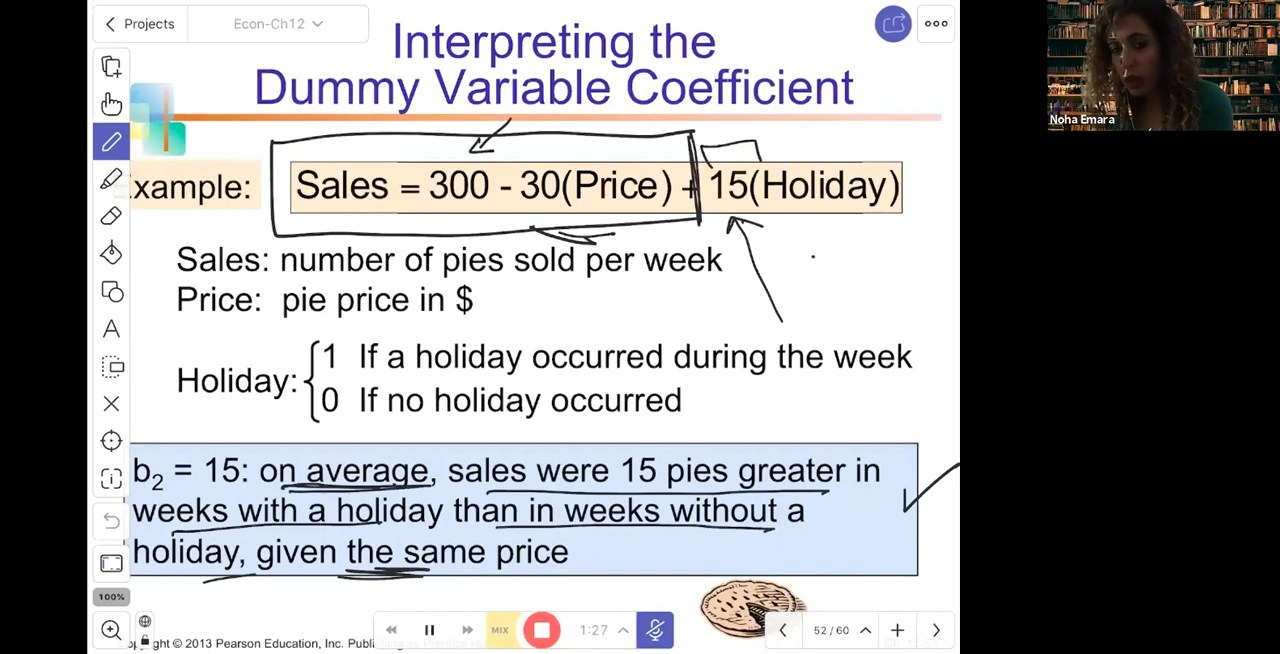 Projects
Econ-Ch12
Interpreting the
Dummy Variable Coefficient
Noha Emara
xample:
Sales = 300 - 30(Price) + 15(Holiday)
Sales: number of pies sold per week
Price: pie price in $
Holiday:
1 If a holiday occurred during the week
0 If no holiday occurred
b2 = 15: on average, sales were 15 pies greater in
weeks with a holiday than in weeks without a
holiday, given the same price
A
100%
MIX
1:27
52 / 60
ght © 2013 Pearson Education, Inc. Publ